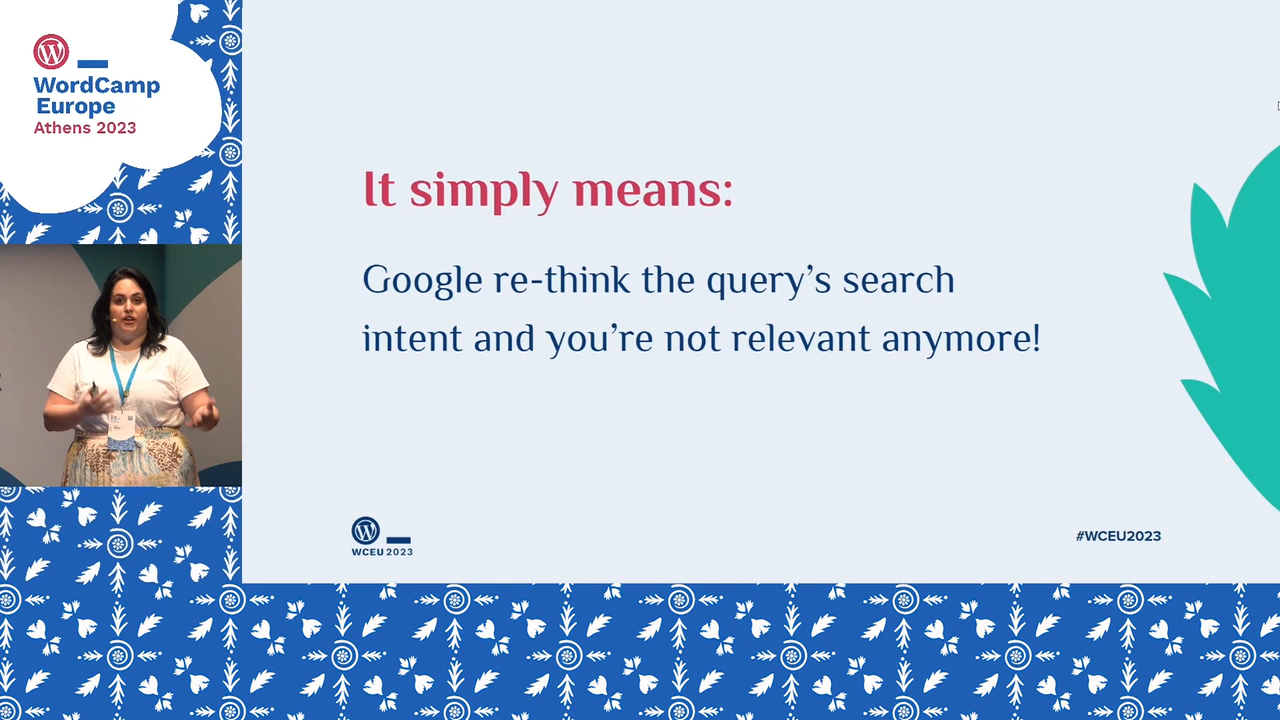 WordCamp
Europe
Athens 2023
It simply means:
Google re-think the query’s search
intent and you’re not relevant anymore!
WCEU 2023
#WCEU2023